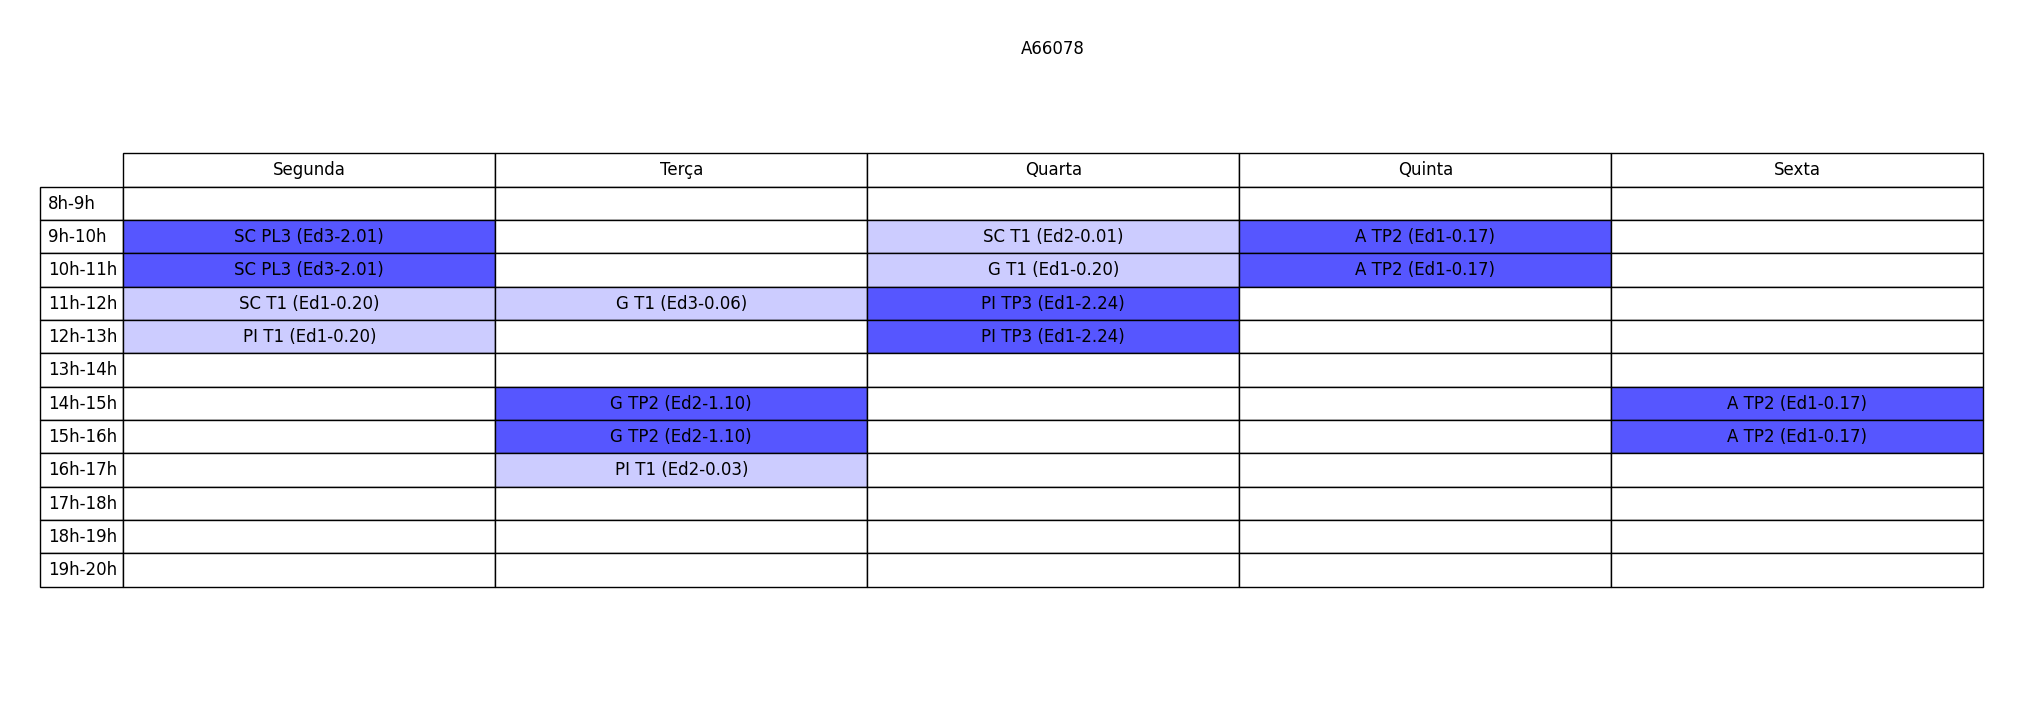 A66078
Segunda Terça Quarta Quinta Sexta
8h-9h
9h-10h SC PL3 (Ed3-2.01) SC T1 (Ed2-0.01) A TP2 (Ed1-0.17)
10h-11h SC PL3 (Ed3-2.01) G T1 (Ed1-0.20) A TP2 (Ed1-0.17)
11h-12h SC T1 (Ed1-0.20) G T1 (Ed3-0.06) PI TP3 (Ed1-2.24)
12h-13h PI T1 (Ed1-0.20) PI TP3 (Ed1-2.24)
13h-14h
14h-15h G TP2 (Ed2-1.10) A TP2 (Ed1-0.17)
15h-16h G TP2 (Ed2-1.10) A TP2 (Ed1-0.17)
16h-17h PI T1 (Ed2-0.03)
17h-18h
18h-19h
19h-20h